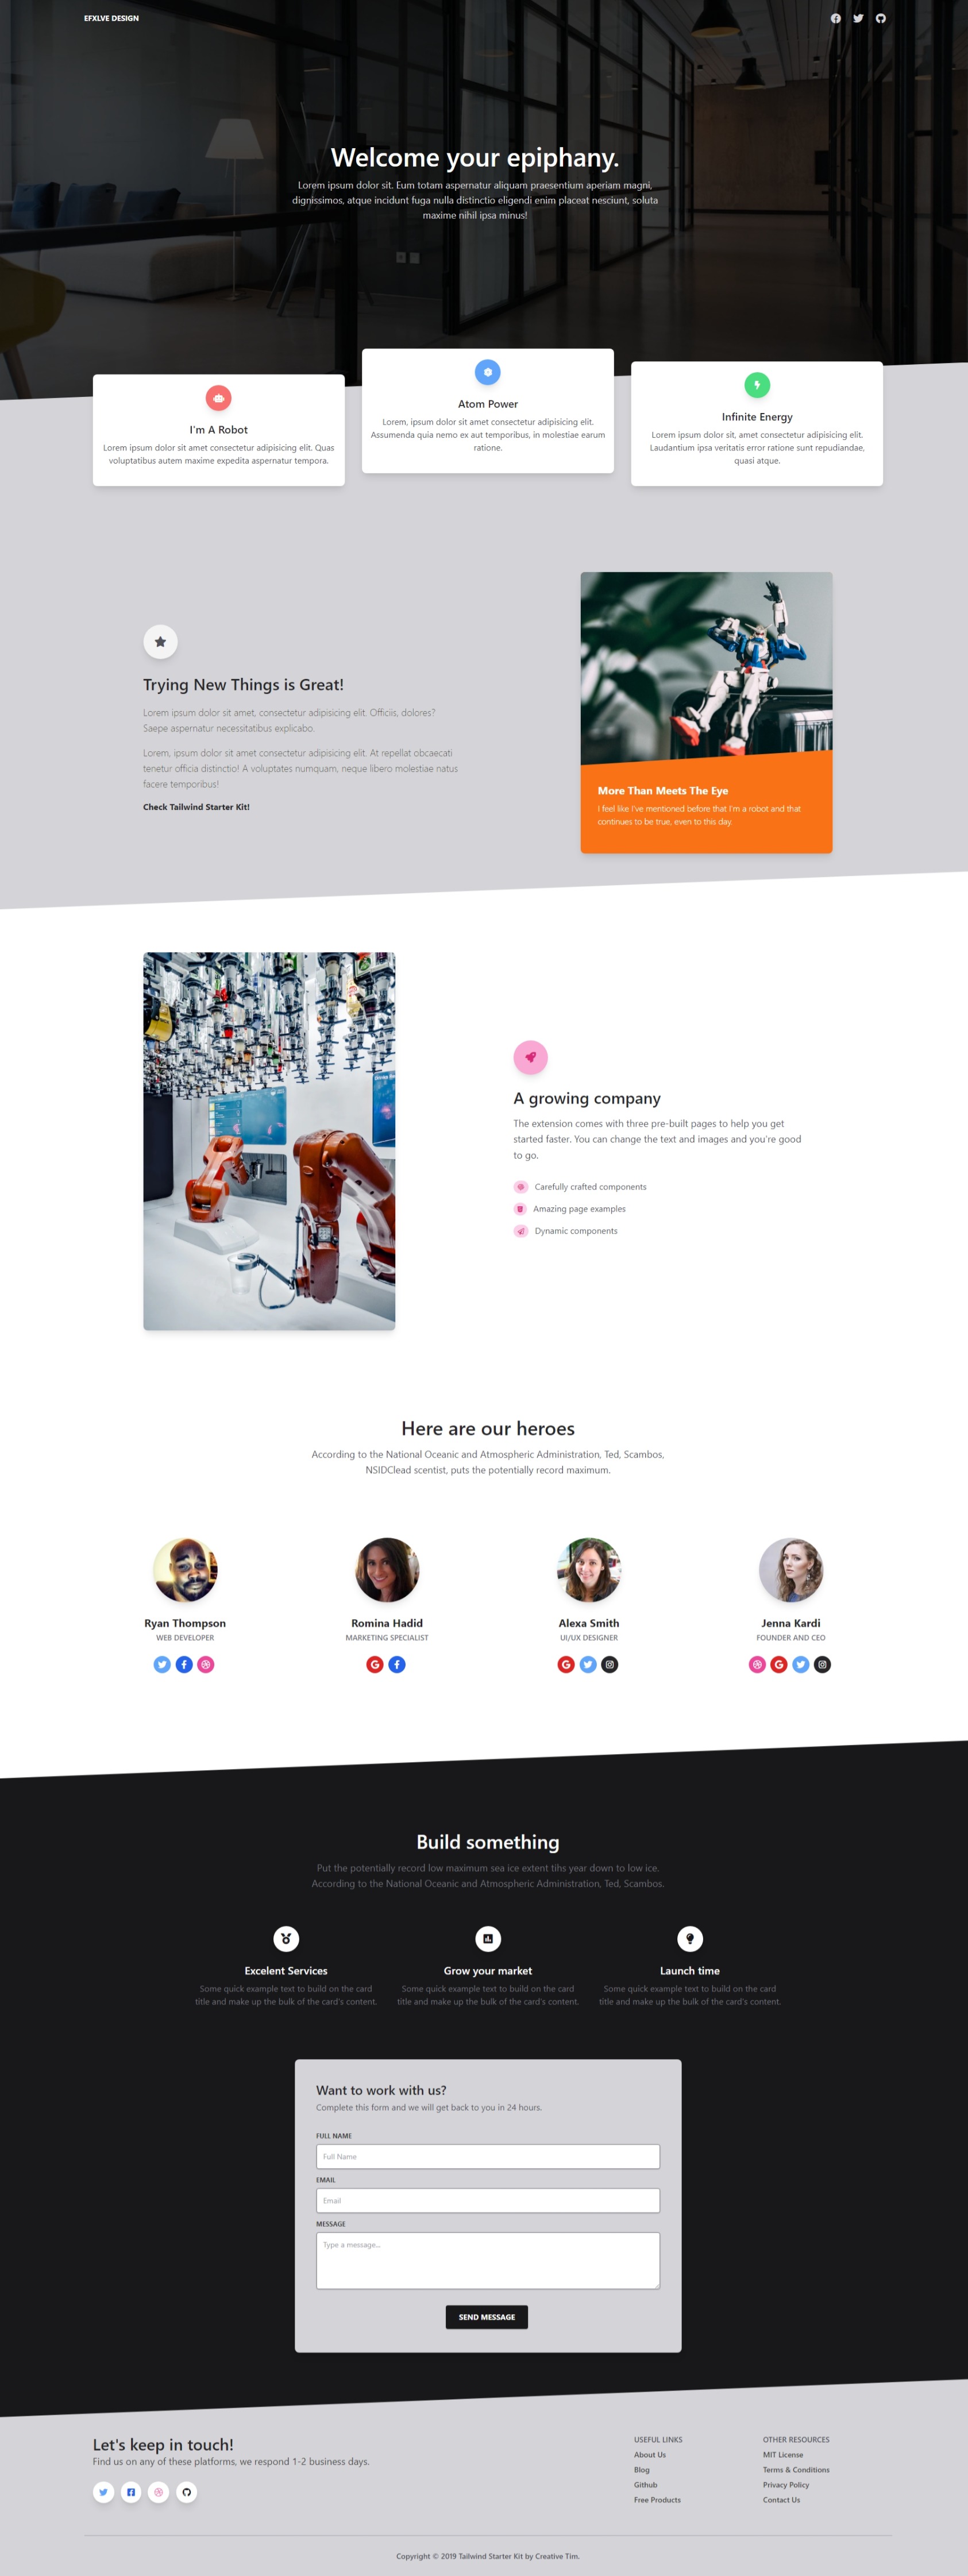 EFXLVE DESIGN
Welcome your epiphany.
Lorem ipsum dolor sit. Eum totam aspernatur aliquam praesentium aperiam magni,
dignissimos, atque incidunt fuga nulla distinctio eligendi enim placeat nesciunt, soluta
maxime nihil ipsa minus!
I'm A Robot
Lorem ipsum dolor sit amet consectetur adipisicing elit. Quas
voluptatibus autem maxime expedita aspernatur tempora.
Atom Power
Lorem, ipsum dolor sit amet consectetur adipisicing elit.
Assumenda quia nemo ex aut temporibus, in molestiae earum
ratione.
Infinite Energy
Lorem ipsum dolor sit, amet consectetur adipisicing elit.
Laudantium ipsa veritatis error ratione sunt repudiandae,
quasi atque.
Trying New Things is Great!
Lorem ipsum dolor sit amet, consectetur adipisicing elit. Officiis, dolores?
Saepe aspernatur necessitatibus explicabo.
Lorem, ipsum dolor sit amet consectetur adipisicing elit. At repellat obcaecati
tenetur officia distinctio! A voluptates numquam, neque libero molestiae natus
facere temporibus!
Check Tailwind Starter Kit!
More Than Meets The Eye
I feel like I've mentioned before that I'm a robot and that
continues to be true, even to this day.
A growing company
The extension comes with three pre-built pages to help you get
started faster. You can change the text and images and you're good
to go.
Carefully crafted components
Amazing page examples
Dynamic components
Here are our heroes
According to the National Oceanic and Atmospheric Administration, Ted, Scambos,
NSIDClead scentist, puts the potentially record maximum.
Ryan Thompson
WEB DEVELOPER
Romina Hadid
MARKETING SPECIALIST
Alexa Smith
UI/UX DESIGNER
Jenna Kardi
FOUNDER AND CEO
Build something
Put the potentially record low maximum sea ice extent tihs year down to low ice.
According to the National Oceanic and Atmospheric Administration, Ted, Scambos.
Excelent Services
Some quick example text to build on the card
title and make up the bulk of the card's content.
Grow your market
Some quick example text to build on the card
title and make up the bulk of the card's content.
Launch time
Some quick example text to build on the card
title and make up the bulk of the card's content.
Want to work with us?
Complete this form and we will get back to you in 24 hours.
FULL NAME
Full Name
EMAIL
Email
MESSAGE
Type a message...
SEND MESSAGE
Let's keep in touch!
Find us on any of these platforms, we respond 1-2 business days.
USEFUL LINKS
About Us
Blog
Github
Free Products
OTHER RESOURCES
MIT License
Terms & Conditions
Privacy Policy
Contact Us
Copyright © 2019 Tailwind Starter Kit by Creative Tim.